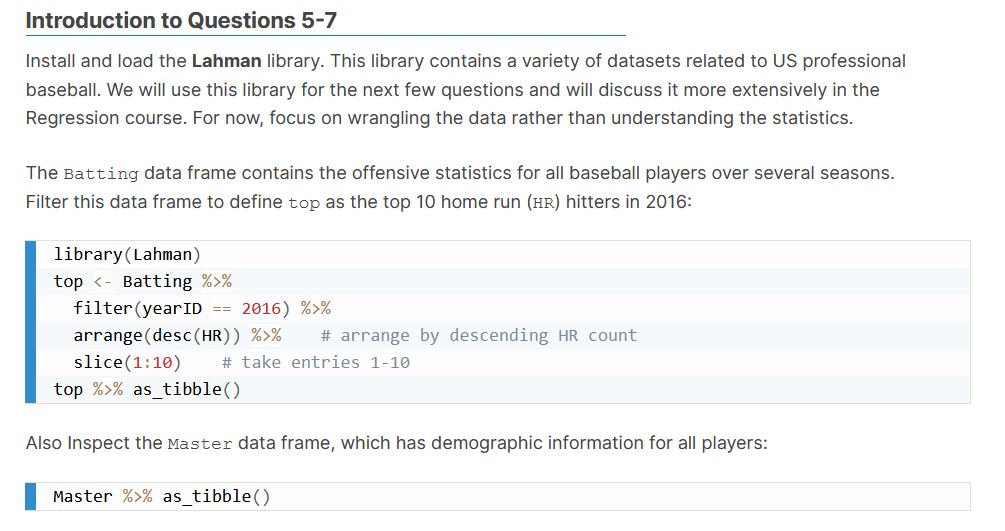 Introduction to Questions 5-7
Install and load the Lahman library. This library contains a variety of datasets related to US professional
baseball. We will use this library for the next few questions and will discuss it more extensively in the
Regression course. For now, focus on wrangling the data rather than understanding the statistics.
The Batting data frame contains the offensive statistics for all baseball players over several seasons.
Filter this data frame to define top as the top 10 home run (HR) hitters in 2016:
library(Lahman)
top <- Batting %>%
  filter(yearID == 2016) %>%
  arrange(desc(HR)) %>%    # arrange by descending HR count
  slice(1:10)    # take entries 1-10
top %>% as_tibble()
Also Inspect the Master data frame, which has demographic information for all players:
Master %>% as_tibble()